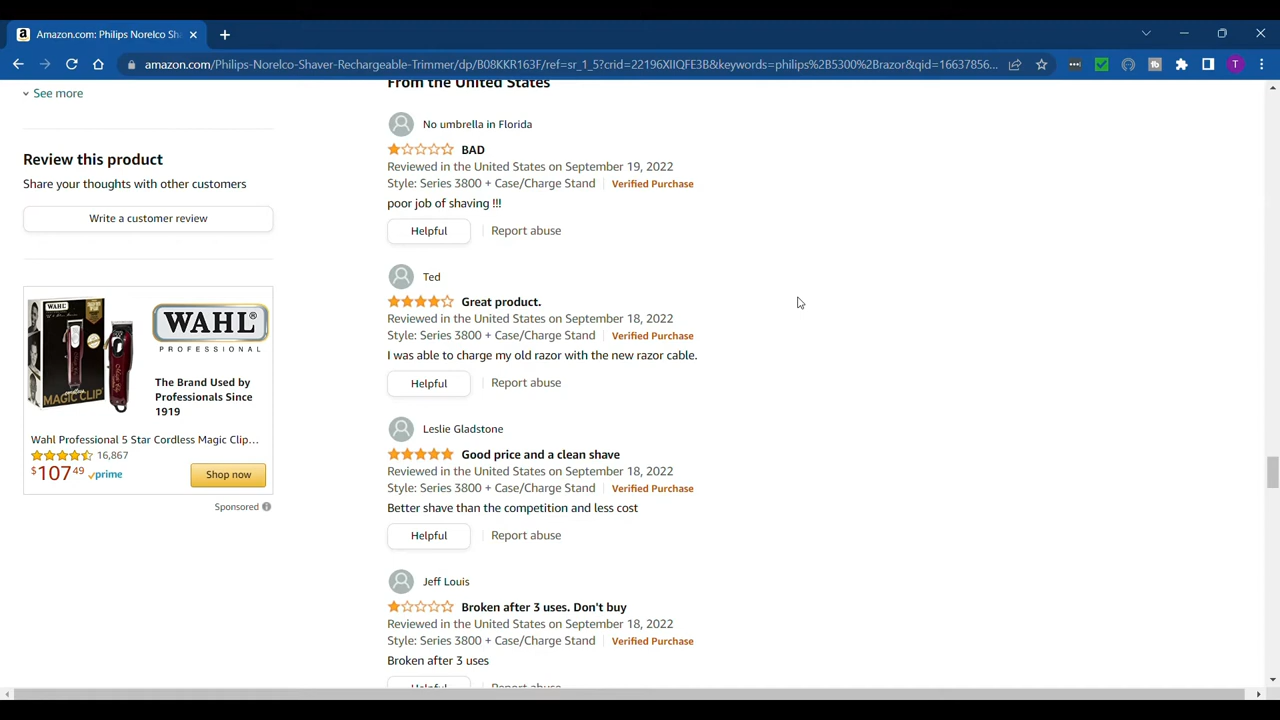 Amazon.com: Philips Norelco Sh
amazon.com/Philips-Norelco-Shaver-Rechargeable-Trimmer/dp/B08KKR163F/ref=sr_1_5?crid=22196XIIQFE3B&keywords=philips%2B5300%2Brazor&qid=16637856...
T
See more
Review this product
Share your thoughts with other customers
Write a customer review
WAHL
MAGIC CLIP
WAHL®
PROFESSIONAL
The Brand Used by
Professionals Since
1919
Wahl Professional 5 Star Cordless Magic Clip...
16,867
$107 49 prime
Shop now
Sponsored
From the United States
No umbrella in Florida
BAD
Reviewed in the United States on September 19, 2022
Style: Series 3800 + Case/Charge Stand Verified Purchase
poor job of shaving !!!
Helpful Report abuse
Ted
Great product.
Reviewed in the United States on September 18, 2022
Style: Series 3800 + Case/Charge Stand Verified Purchase
I was able to charge my old razor with the new razor cable.
Helpful Report abuse
Leslie Gladstone
Good price and a clean shave
Reviewed in the United States on September 18, 2022
Style: Series 3800 + Case/Charge Stand Verified Purchase
Better shave than the competition and less cost
Helpful Report abuse
Jeff Louis
Broken after 3 uses. Don't buy
Reviewed in the United States on September 18, 2022
Style: Series 3800 + Case/Charge Stand Verified Purchase
Broken after 3 uses
Helpful Report abuse